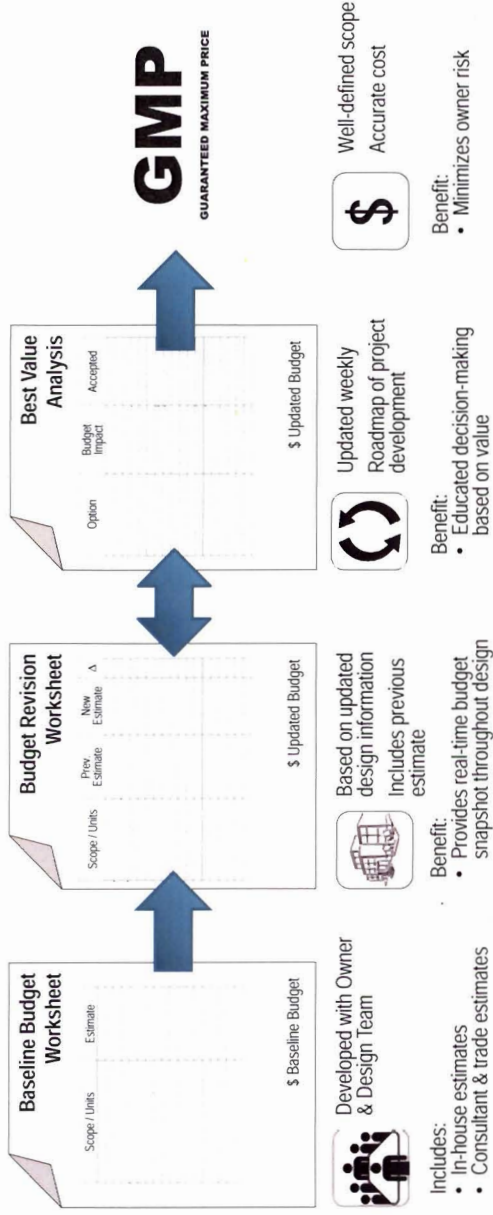 Baseline Budget
Worksheet
Scope / Units
Estimate
$ Baseline Budget
Developed with Owner
& Design Team
Includes:
• In-house estimates
• Consultant & trade estimates
Budget Revision
Worksheet
Scope / Units
Prev.
Estimate
New
Estimate
Δ
$ Updated Budget
Based on updated
design information
Includes previous
estimate
Benefit:
• Provides real-time budget
snapshot throughout design
Best Value
Analysis
Option
Budget
Impact
Accepted
$ Updated Budget
Updated weekly
Roadmap of project
development
Benefit:
• Educated decision-making
based on value
GMP
GUARANTEED MAXIMUM PRICE
$
Well-defined scope
Accurate cost
Benefit:
• Minimizes owner risk